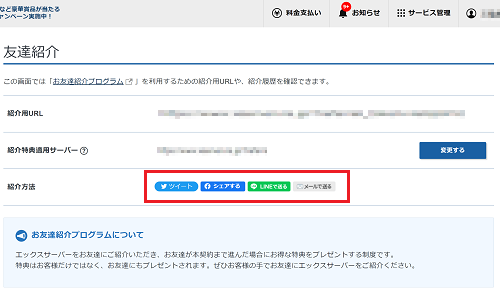 など豪華賞品が当たる
ャンペーン実施中!
料金支払い
9+
お知らせ
サービス管理
友達紹介
この画面では「お友達紹介プログラム」を利用するための紹介用URLや、紹介履歴を確認できます。
紹介用URL
紹介特典適用サーバー
変更する
紹介方法
ツイート
シェアする
LINEで送る
メールで送る
お友達紹介プログラムについて
エックスサーバーをお友達にご紹介いただき、お友達が本契約まで進んだ場合にお得な特典をプレゼントする制度です。
特典はお客様だけではなく、お友達にもプレゼントされます。ぜひお客様の手でお友達にエックスサーバーをご紹介ください。